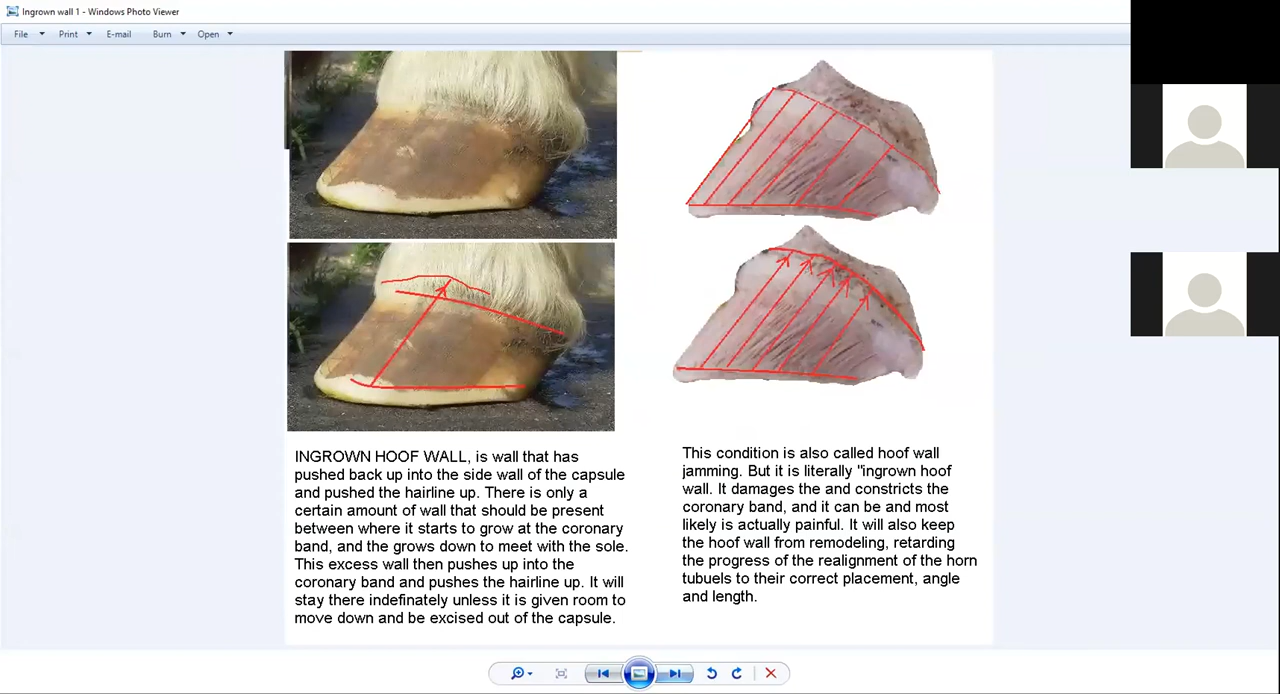 Ingrown wall 1 - Windows Photo Viewer
File Print E-mail Burn Open
INGROWN HOOF WALL, is wall that has
pushed back up into the side wall of the capsule
and pushed the hairline up. There is only a
certain amount of wall that should be present
between where it starts to grow at the coronary
band, and the grows down to meet with the sole.
This excess wall then pushes up into the
coronary band and pushes the hairline up. It will
stay there indefinately unless it is given room to
move down and be excised out of the capsule.
This condition is also called hoof wall
jamming. But it is literally "ingrown hoof
wall. It damages the and constricts the
coronary band, and it can be and most
likely is actually painful. It will also keep
the hoof wall from remodeling, retarding
the progress of the realignment of the horn
tubuels to their correct placement, angle
and length.